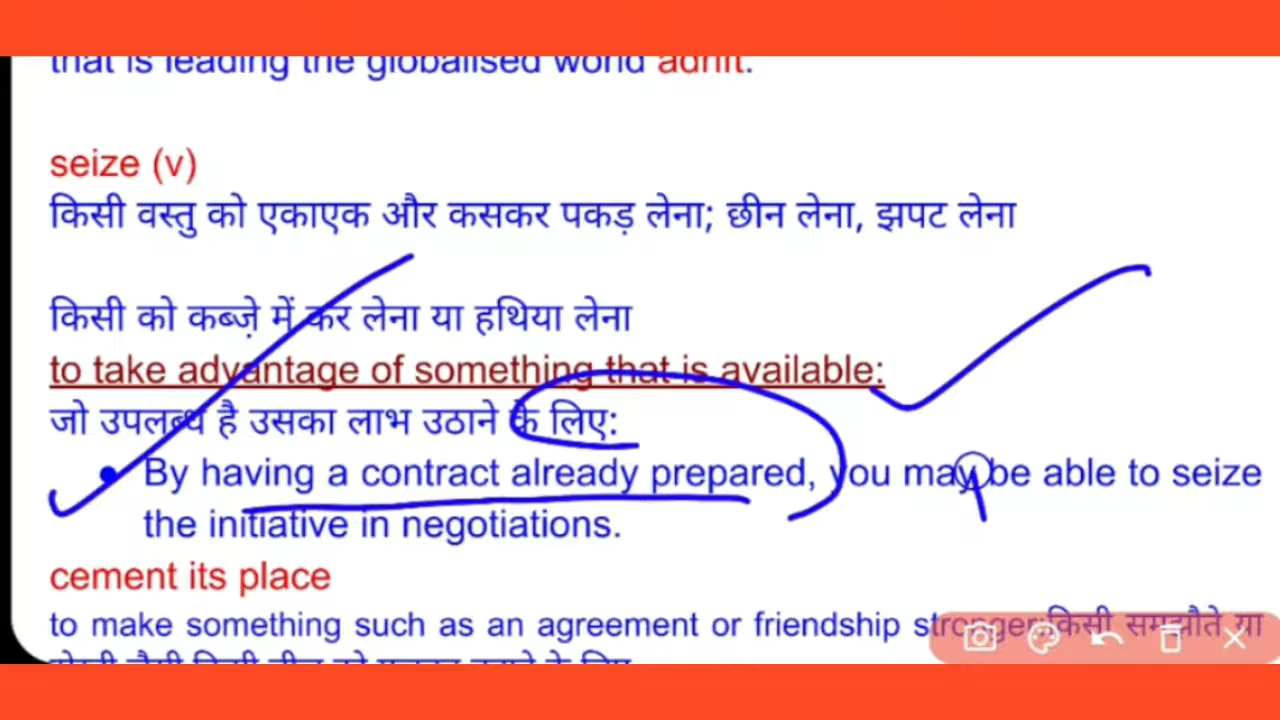 that is leading the globalised world adrift.
seize (v)
किसी वस्तु को एकाएक और कसकर पकड़ लेना; छीन लेना, झपट लेना
किसी को कब्ज़े में कर लेना या हथिया लेना
to take advantage of something that is available:
जो उपलब्ध है उसका लाभ उठाने के लिए:
By having a contract already prepared, you may be able to seize
the initiative in negotiations.
cement its place
to make something such as an agreement or friendship stronger:किसी समझौते या